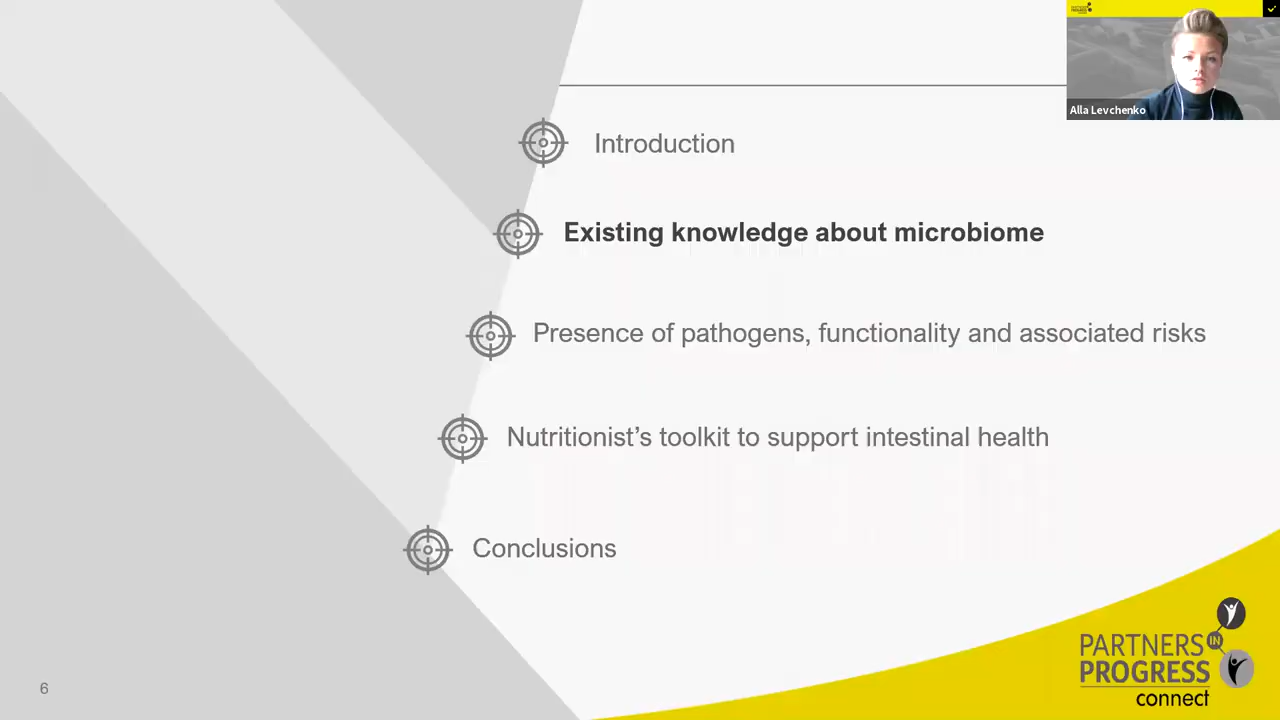 Alla Levchenko
Introduction
Existing knowledge about microbiome
Presence of pathogens, functionality and associated risks
Nutritionist’s toolkit to support intestinal health
Conclusions
6
PARTNERS
IN
PROGRESS
connect